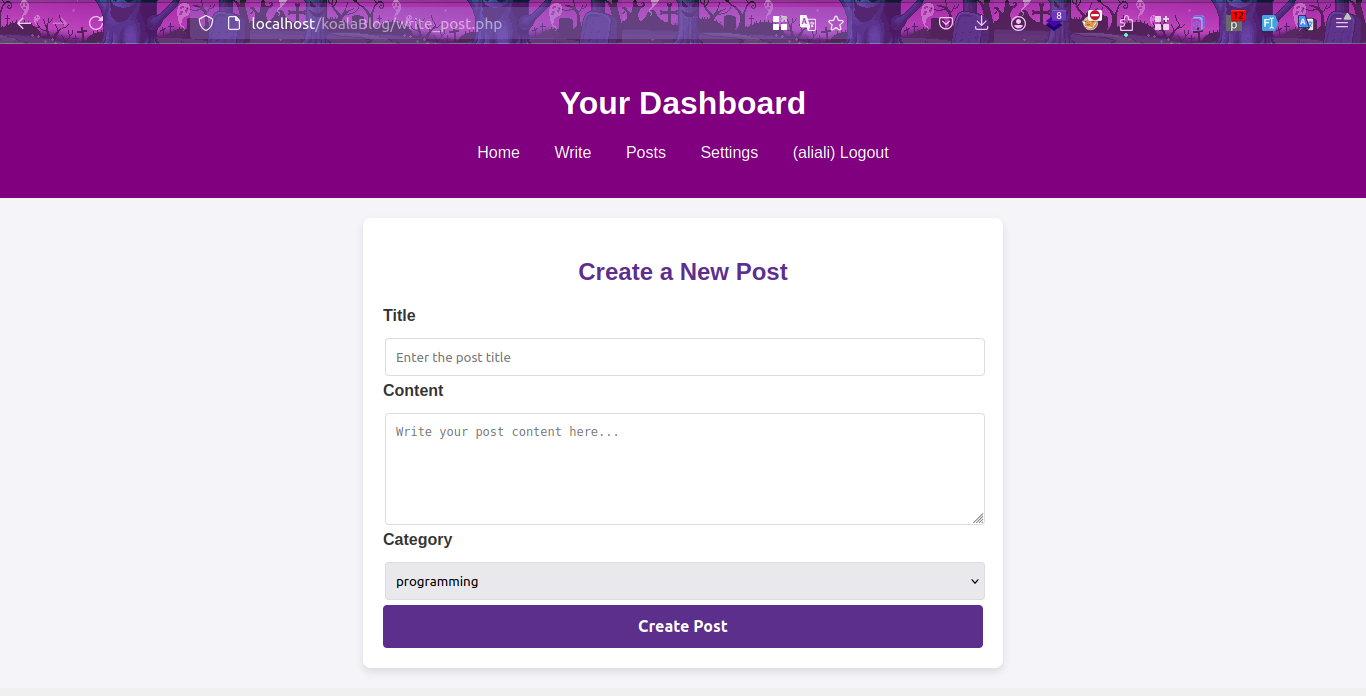 localhost/koalaBlog/write_post.php
8
12
Your Dashboard
Home Write Posts Settings (aliali) Logout
Create a New Post
Title
Enter the post title
Content
Write your post content here...
Category
programming
Create Post